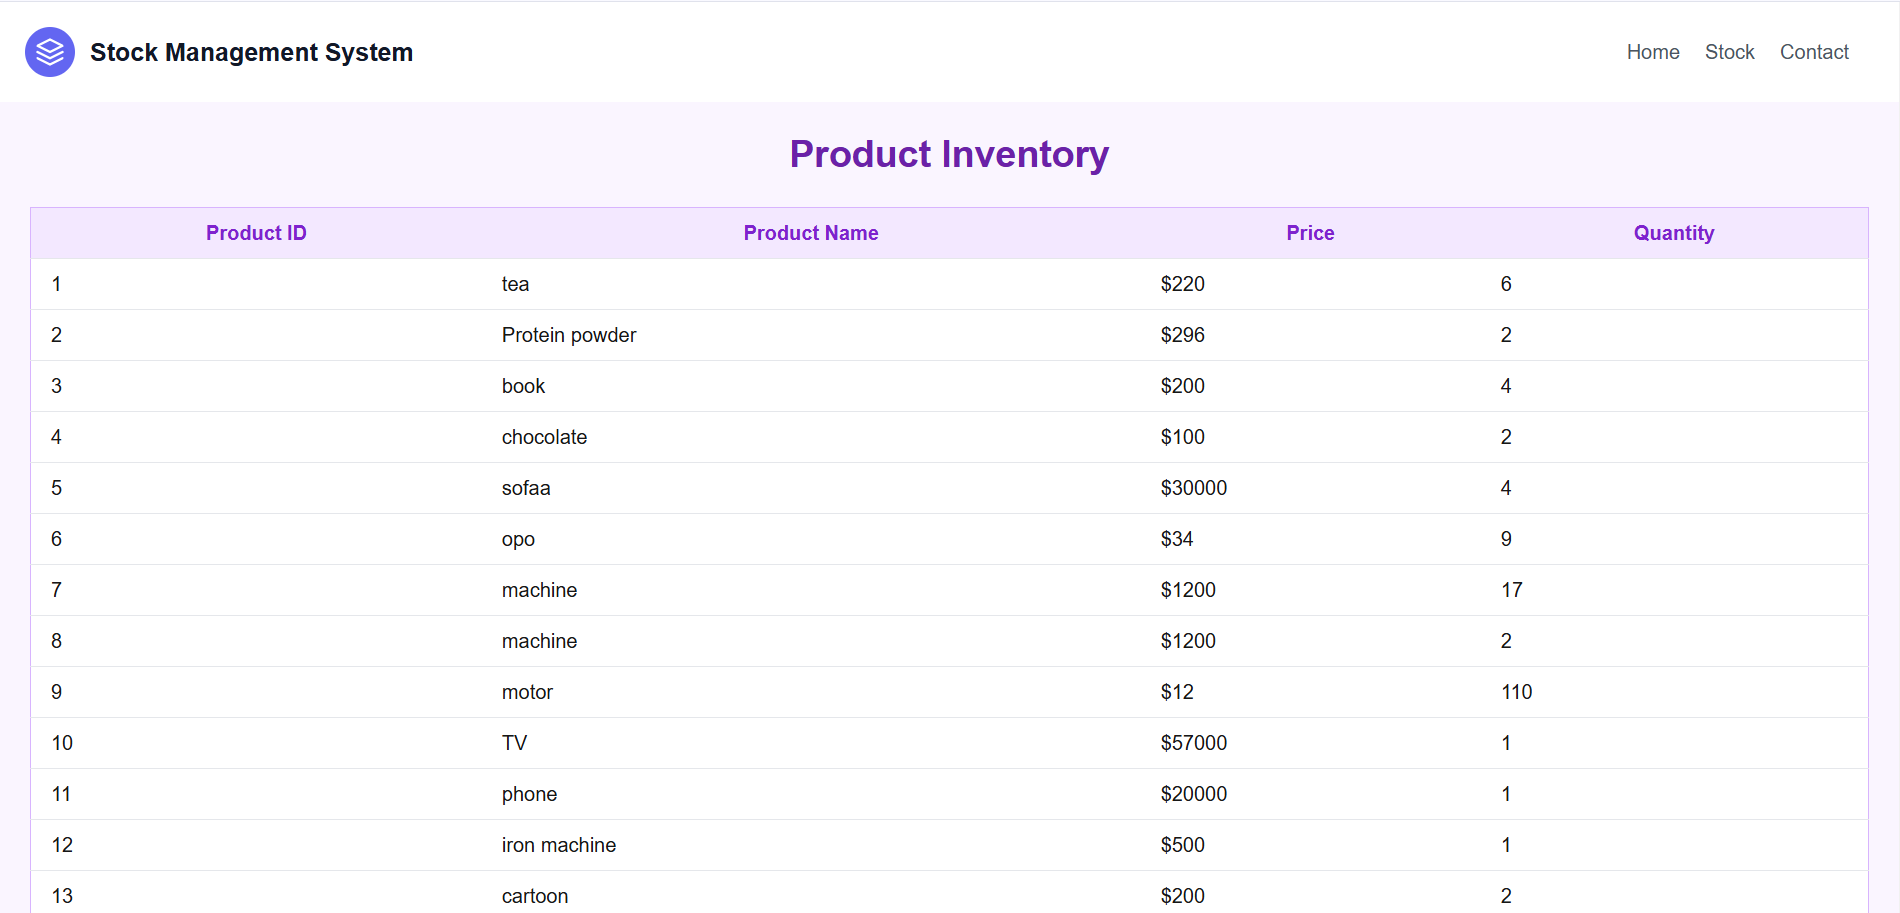 Stock Management System Home Stock Contact
Product Inventory
Product ID Product Name Price Quantity
1 tea $220 6
2 Protein powder $296 2
3 book $200 4
4 chocolate $100 2
5 sofaa $30000 4
6 opo $34 9
7 machine $1200 17
8 machine $1200 2
9 motor $12 110
10 TV $57000 1
11 phone $20000 1
12 iron machine $500 1
13 cartoon $200 2